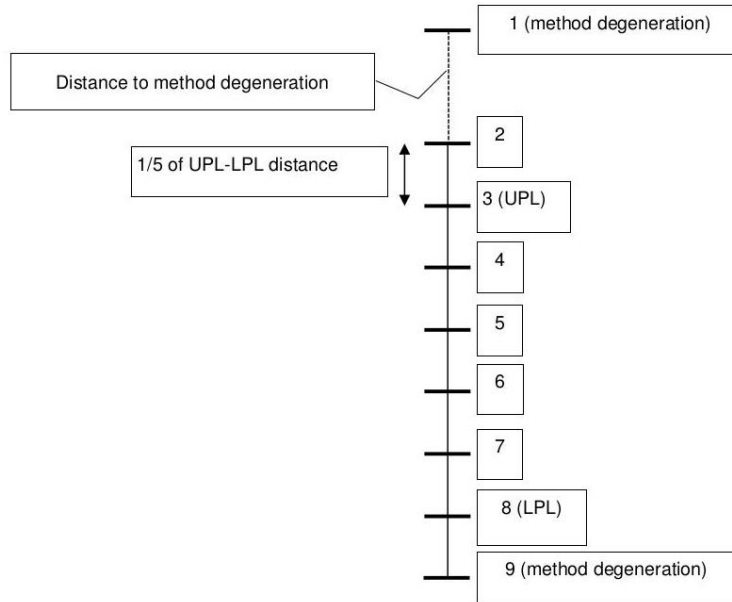 1 (method degeneration)
Distance to method degeneration
2
1/5 of UPL-LPL distance
3 (UPL)
4
5
6
7
8 (LPL)
9 (method degeneration)